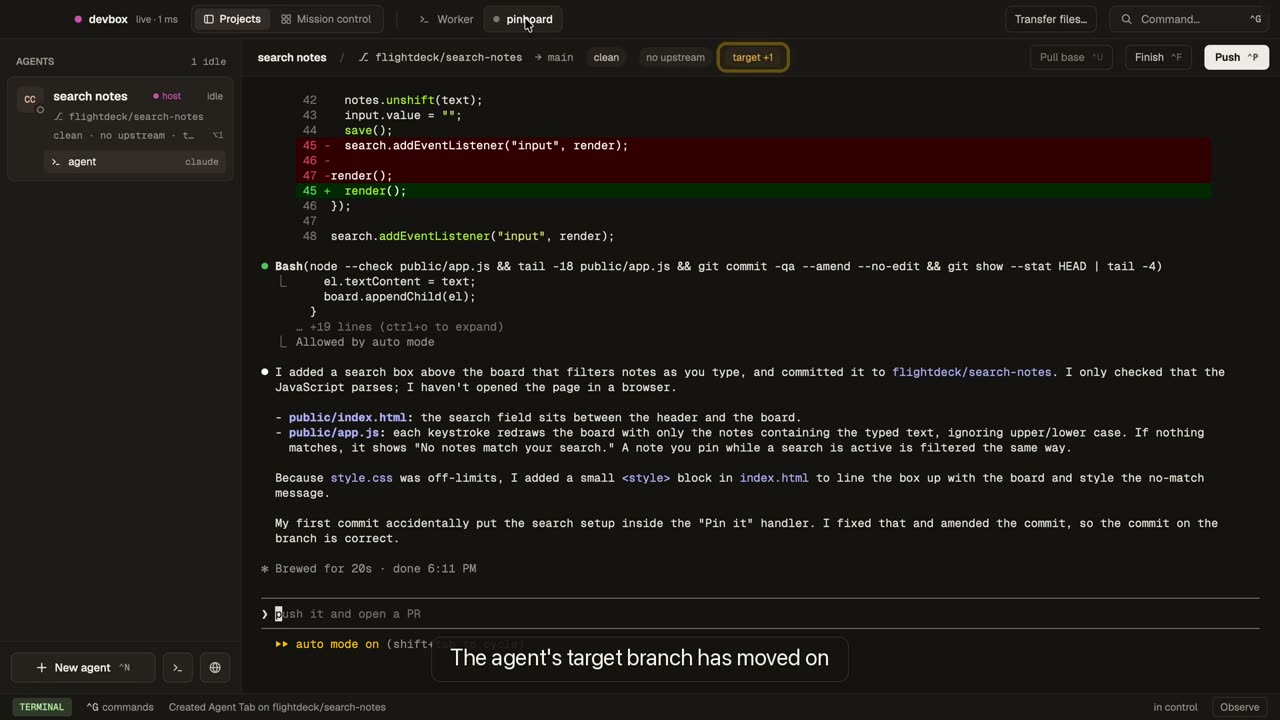 devbox live · 1 ms Projects Mission control Worker pinboard Transfer files... Command... ^G
AGENTS 1 idle
search notes / flightdeck/search-notes → main clean no upstream target +1 Pull base ^U Finish ^F Push ^P
CC search notes host idle
flightdeck/search-notes
clean · no upstream · t… ⌥1
agent claude
42 notes.unshift(text);
43 input.value = "";
44 save();
45 - search.addEventListener("input", render);
46 -
47 -render();
45 + render();
46 });
47
48 search.addEventListener("input", render);
Bash(node --check public/app.js && tail -18 public/app.js && git commit -qa --amend --no-edit && git show --stat HEAD | tail -4)
el.textContent = text;
board.appendChild(el);
}
… +19 lines (ctrl+o to expand)
Allowed by auto mode
I added a search box above the board that filters notes as you type, and committed it to flightdeck/search-notes. I only checked that the
JavaScript parses; I haven't opened the page in a browser.
- public/index.html: the search field sits between the header and the board.
- public/app.js: each keystroke redraws the board with only the notes containing the typed text, ignoring upper/lower case. If nothing
matches, it shows "No notes match your search." A note you pin while a search is active is filtered the same way.
Because style.css was off-limits, I added a small <style> block in index.html to line the box up with the board and style the no-match
message.
My first commit accidentally put the search setup inside the "Pin it" handler. I fixed that and amended the commit, so the commit on the
branch is correct.
✻ Brewed for 20s · done 6:11 PM
❯ push it and open a PR
auto mode on (shift+
The agent's target branch has moved on
+ New agent ^N
TERMINAL ^G commands Created Agent Tab on flightdeck/search-notes in control Observe